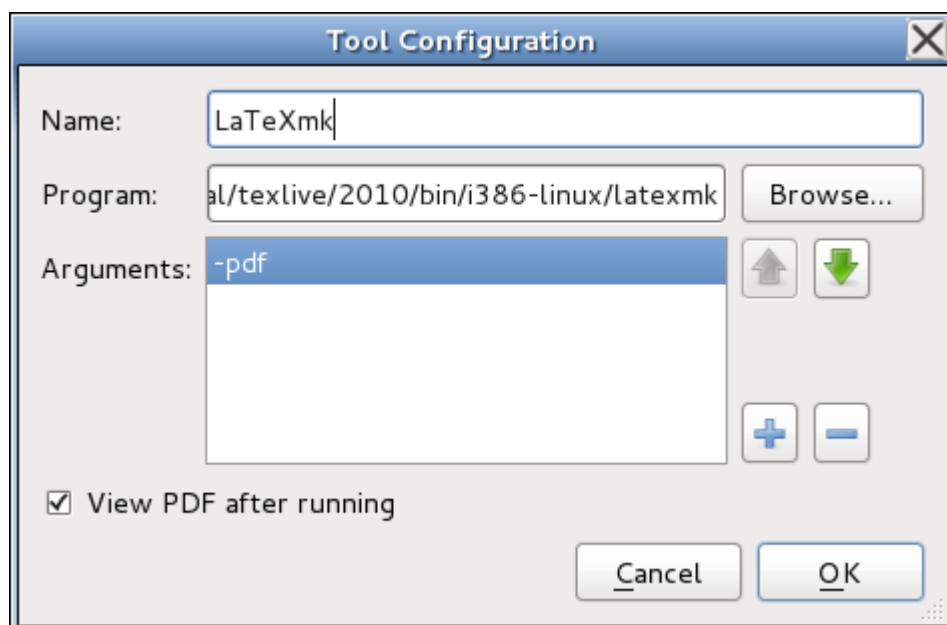 Tool Configuration
Name: LaTeXmk
Program: al/texlive/2010/bin/i386-linux/latexmk Browse...
Arguments: -pdf
View PDF after running
Cancel OK